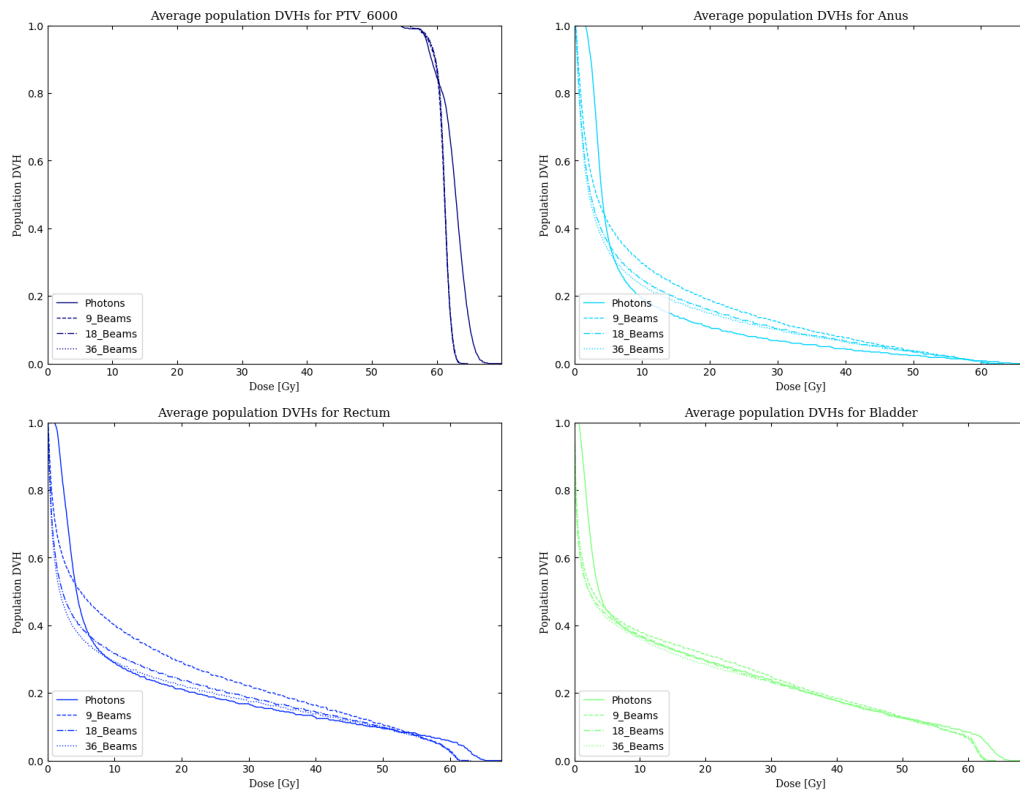 Average population DVHs for PTV_6000
Population DVH
1.0
0.8
0.6
0.4
0.2
0.0
Photons
9_Beams
18_Beams
36_Beams
0 10 20 30 40 50 60
Dose [Gy]
Average population DVHs for Anus
Population DVH
1.0
0.8
0.6
0.4
0.2
0.0
Photons
9_Beams
18_Beams
36_Beams
0 10 20 30 40 50 60
Dose [Gy]
Average population DVHs for Rectum
Population DVH
1.0
0.8
0.6
0.4
0.2
0.0
Photons
9_Beams
18_Beams
36_Beams
0 10 20 30 40 50 60
Dose [Gy]
Average population DVHs for Bladder
Population DVH
1.0
0.8
0.6
0.4
0.2
0.0
Photons
9_Beams
18_Beams
36_Beams
0 10 20 30 40 50 60
Dose [Gy]